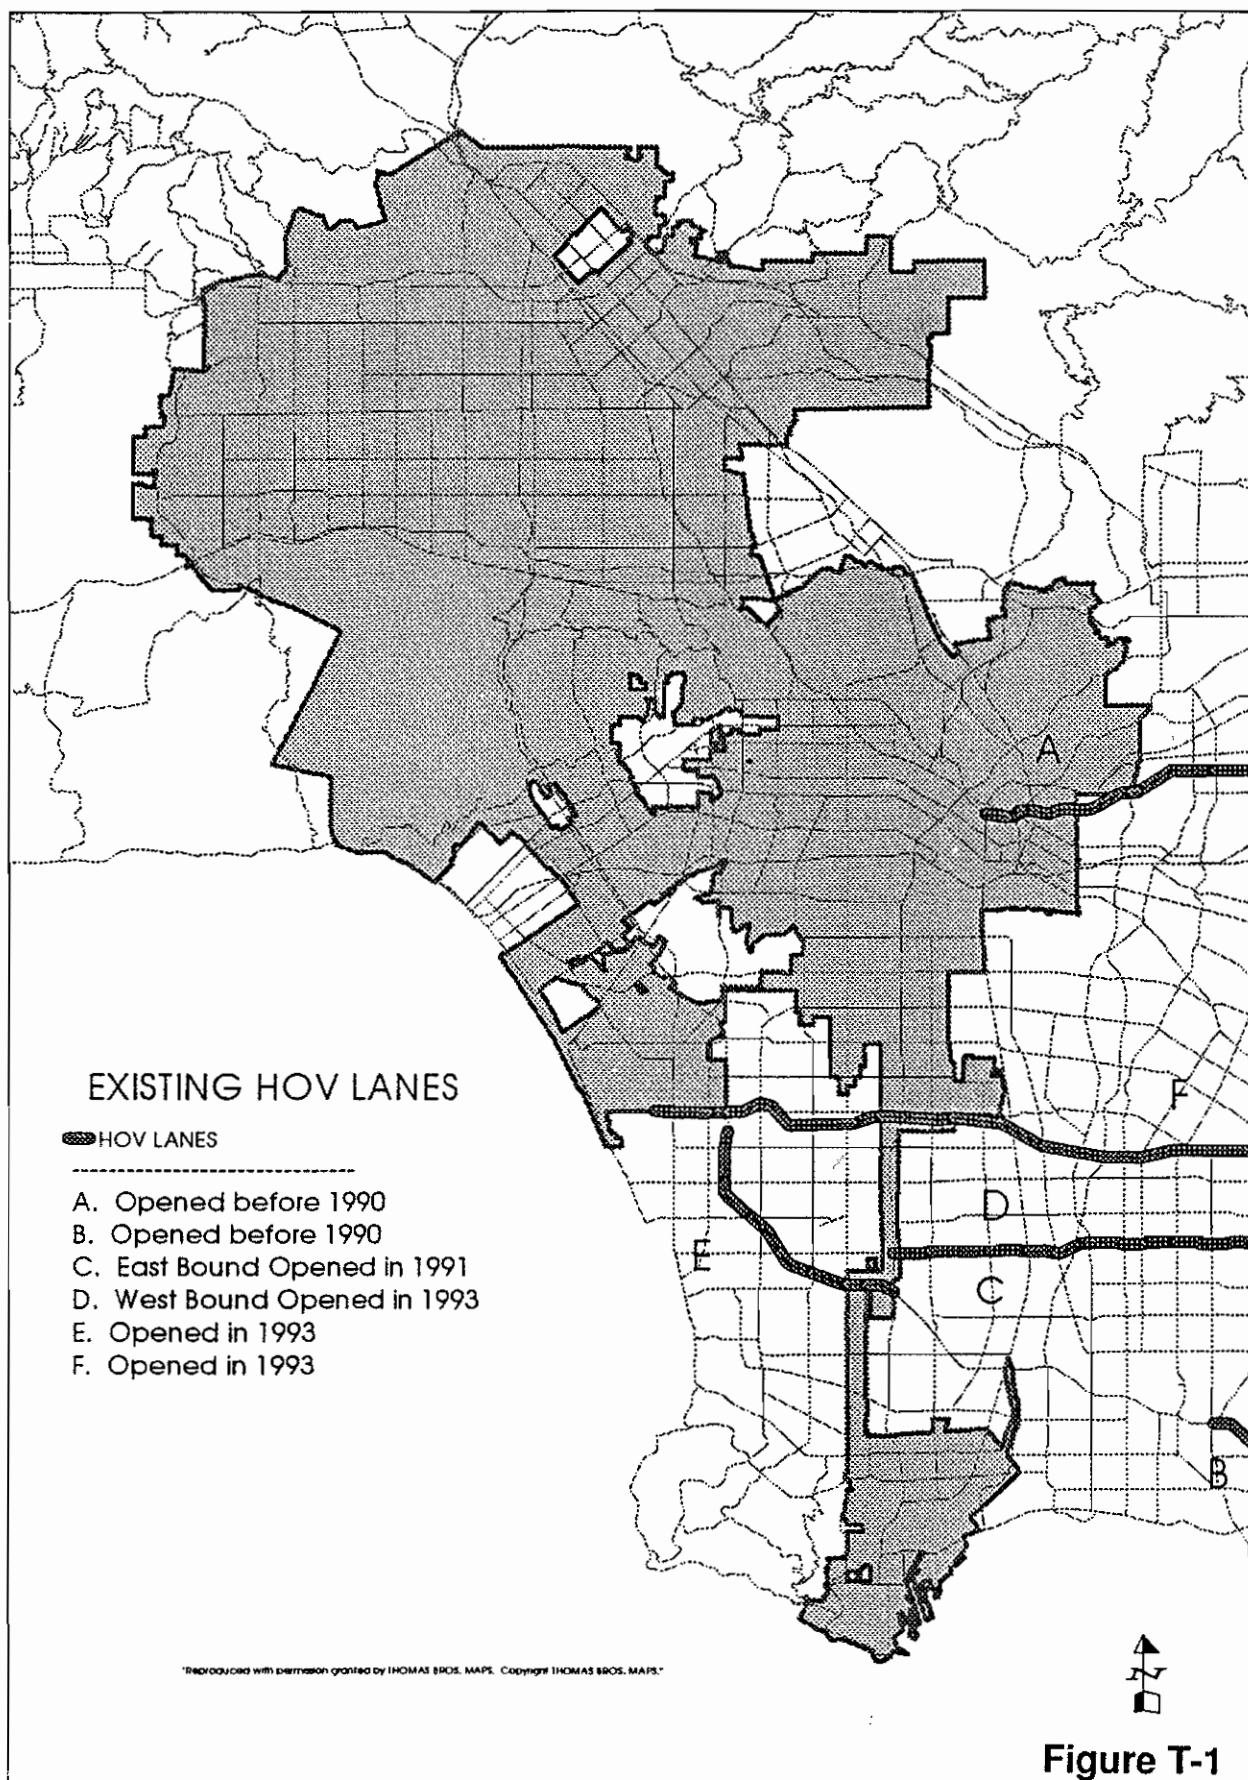 A
EXISTING HOV LANES
HOV LANES
A. Opened before 1990
B. Opened before 1990
C. East Bound Opened in 1991
D. West Bound Opened in 1993
E. Opened in 1993
F. Opened in 1993
F
D
E
C
B
"Reproduced with permission granted by THOMAS BROS. MAPS. Copyright THOMAS BROS. MAPS."
N
Figure T-1